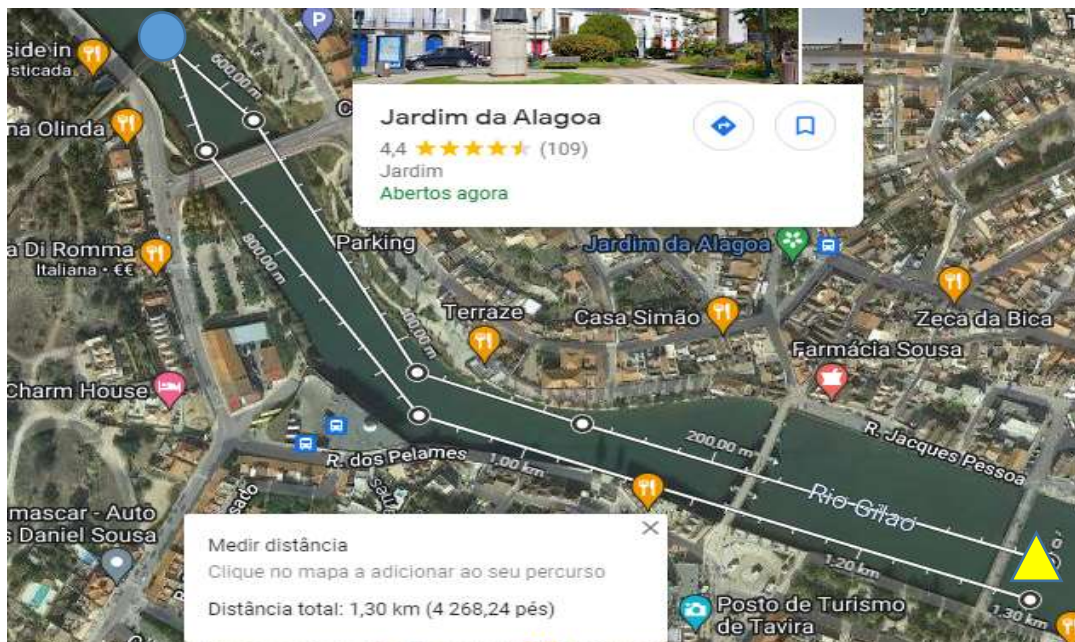 side in
isticada
P
600,00 m
na Olinda
Jardim da Alagoa
4,4 (109)
Jardim
Abertos agora
a Di Romma
Italiana • €€
800,00 m
Parking
Jardim da Alagoa
Terraze
Casa Simão
Zeca da Bica
Farmácia Sousa
Charm House
200,00 m
R. Jacques Pessoa
R. dos Pelames
1,00 km
Rio Gilão
mascar - Auto
s Daniel Sousa
0
1,20 km
1,30 km
Medir distância
Clique no mapa a adicionar ao seu percurso
Distância total: 1,30 km (4 268,24 pés)
Posto de Turismo
de Tavira